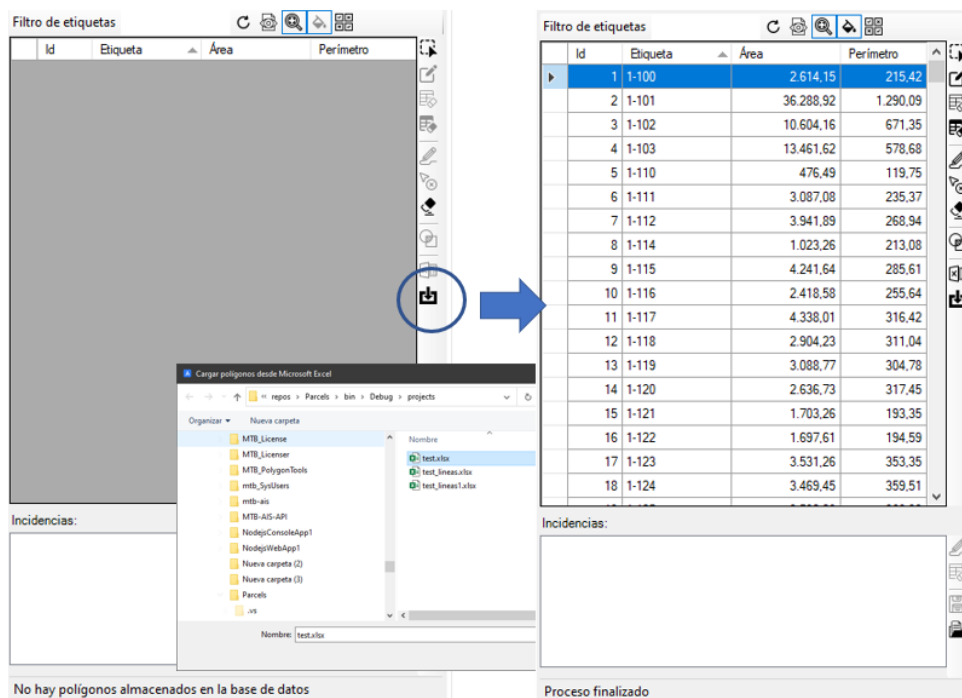 Filtro de etiquetas
Id Etiqueta Área Perímetro
Cargar polígonos desde Microsoft Excel
« repos > Parcels > bin > Debug > projects
Organizar Nueva carpeta
MTB_License
MTB_Licenser
MTB_PolygonTools
mtb_SysUsers
mtb-ais
MTB-AIS-API
NodejsConsoleApp1
NodejsWebApp1
Nueva carpeta (2)
Nueva carpeta (3)
Parcels
.vs
Nombre
test.xlsx
test_lineas.xlsx
test_lineas1.xlsx
Nombre: test.xlsx
Incidencias:
No hay polígonos almacenados en la base de datos
Filtro de etiquetas
Id Etiqueta Área Perímetro
1 1-100 2.614,15 215,42
2 1-101 36.288,92 1.290,09
3 1-102 10.604,16 671,35
4 1-103 13.461,62 578,68
5 1-110 476,49 119,75
6 1-111 3.087,08 235,37
7 1-112 3.941,89 268,94
8 1-114 1.023,26 213,08
9 1-115 4.241,64 285,61
10 1-116 2.418,58 255,64
11 1-117 4.338,01 316,42
12 1-118 2.904,23 311,04
13 1-119 3.088,77 304,78
14 1-120 2.636,73 317,45
15 1-121 1.703,26 193,35
16 1-122 1.697,61 194,59
17 1-123 3.531,26 353,35
18 1-124 3.469,45 359,51
Incidencias:
Proceso finalizado